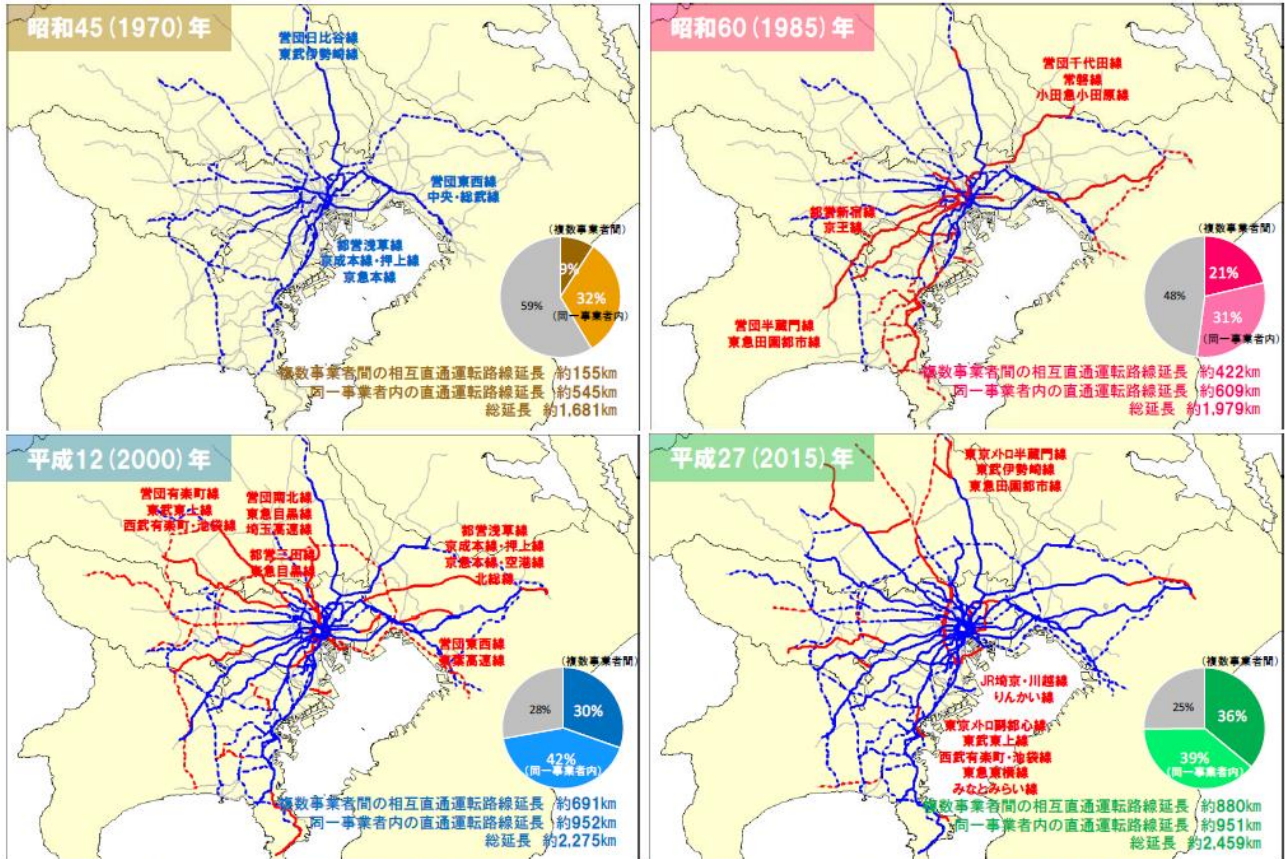 昭和45(1970)年
営団日比谷線
東武伊勢崎線
営団東西線
中央・総武線
都営浅草線
京成本線・押上線
京急本線
(複数事業者間)
9%
32%
(同一事業者内)
59%
複数事業者間の相互直通運転路線延長 約155km
同一事業者内の直通運転路線延長 約545km
総延長 約1,681km
昭和60(1985)年
営団千代田線
常磐線
小田急小田原線
都営新宿線
京王線
営団半蔵門線
東急田園都市線
(複数事業者間)
21%
48%
31%
(同一事業者内)
複数事業者間の相互直通運転路線延長 約422km
同一事業者内の直通運転路線延長 約609km
総延長 約1,979km
平成12(2000)年
営団有楽町線
東武東上線
西武有楽町・池袋線
営団南北線
東急目黒線
埼玉高速線
都営三田線
東急目黒線
都営浅草線
京成本線・押上線
京急本線・空港線
北総線
営団東西線
東葉高速線
(複数事業者間)
28%
30%
42%
(同一事業者内)
複数事業者間の相互直通運転路線延長 約691km
同一事業者内の直通運転路線延長 約952km
総延長 約2,275km
平成27(2015)年
東京メトロ半蔵門線
東武伊勢崎線
東急田園都市線
JR埼京・川越線
りんかい線
東京メトロ副都心線
東武東上線
西武有楽町・池袋線
東急東横線
みなとみらい線
(複数事業者間)
25%
36%
39%
(同一事業者内)
複数事業者間の相互直通運転路線延長 約880km
同一事業者内の直通運転路線延長 約951km
総延長 約2,459km